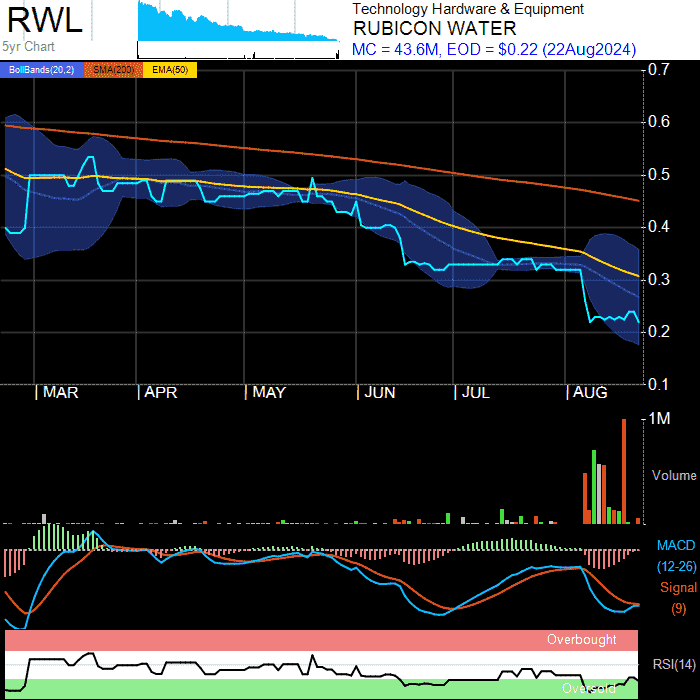 RWL
5yr Chart
Technology Hardware & Equipment
RUBICON WATER
MC = 43.6M, EOD = $0.22 (22Aug2024)
BollBands(20,2) SMA(200) EMA(50)
0.7
0.6
0.5
0.4
0.3
0.2
0.1
MAR APR MAY JUN JUL AUG
1M
Volume
MACD
(12-26)
Signal
(9)
Overbought
RSI(14)
Oversold